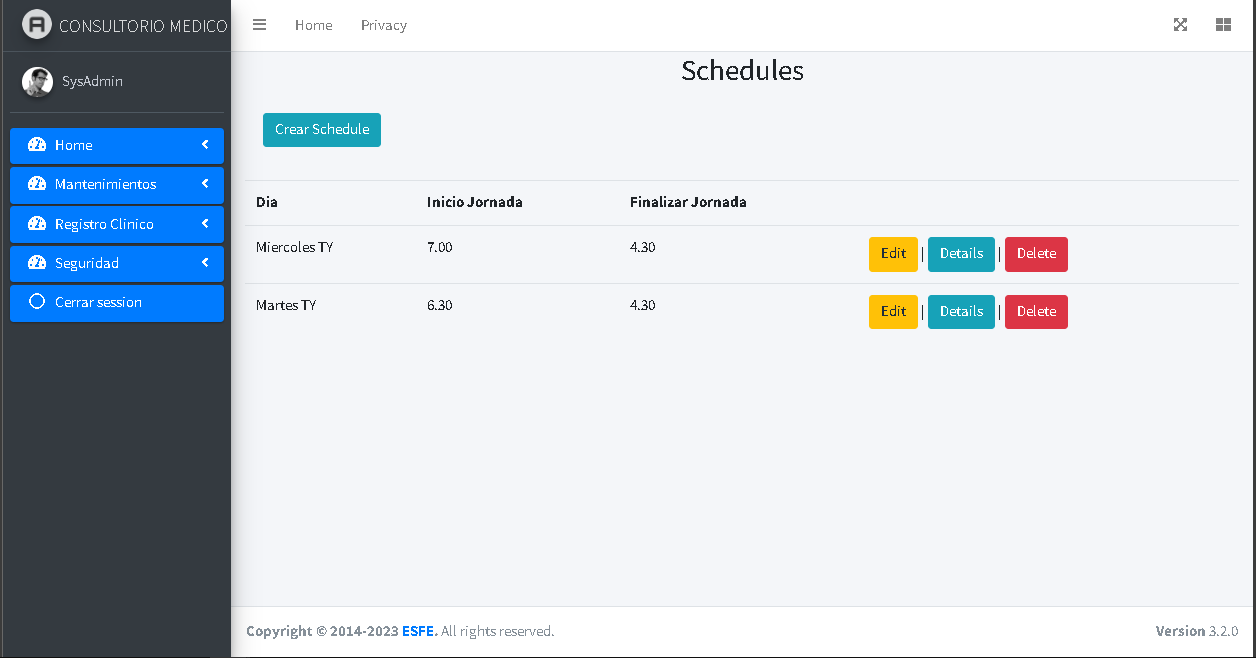 CONSULTORIO MEDICO
Home
Privacy
SysAdmin
Home
Mantenimientos
Registro Clinico
Seguridad
Cerrar session
Schedules
Crear Schedule
Dia Inicio Jornada Finalizar Jornada
Miercoles TY 7.00 4.30 Edit | Details | Delete
Martes TY 6.30 4.30 Edit | Details | Delete
Copyright © 2014-2023 ESFE. All rights reserved.
Version 3.2.0